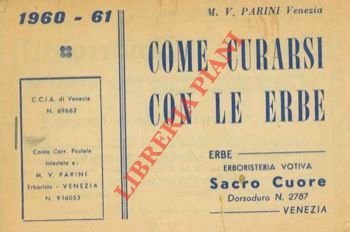 1960 - 61
M. V. PARINI Venezia
COME CURARSI
CON LE ERBE
C.C.I.A. di Venezia
N. 69662
Conto Corr. Postale
intestato a:
M. V. PARINI
Erborista - VENEZIA
N. 9-16053
ERBE
ERBORISTERIA VOTIVA
Sacro Cuore
Dorsoduro N. 2787
VENEZIA
LIBRERIA PIANI